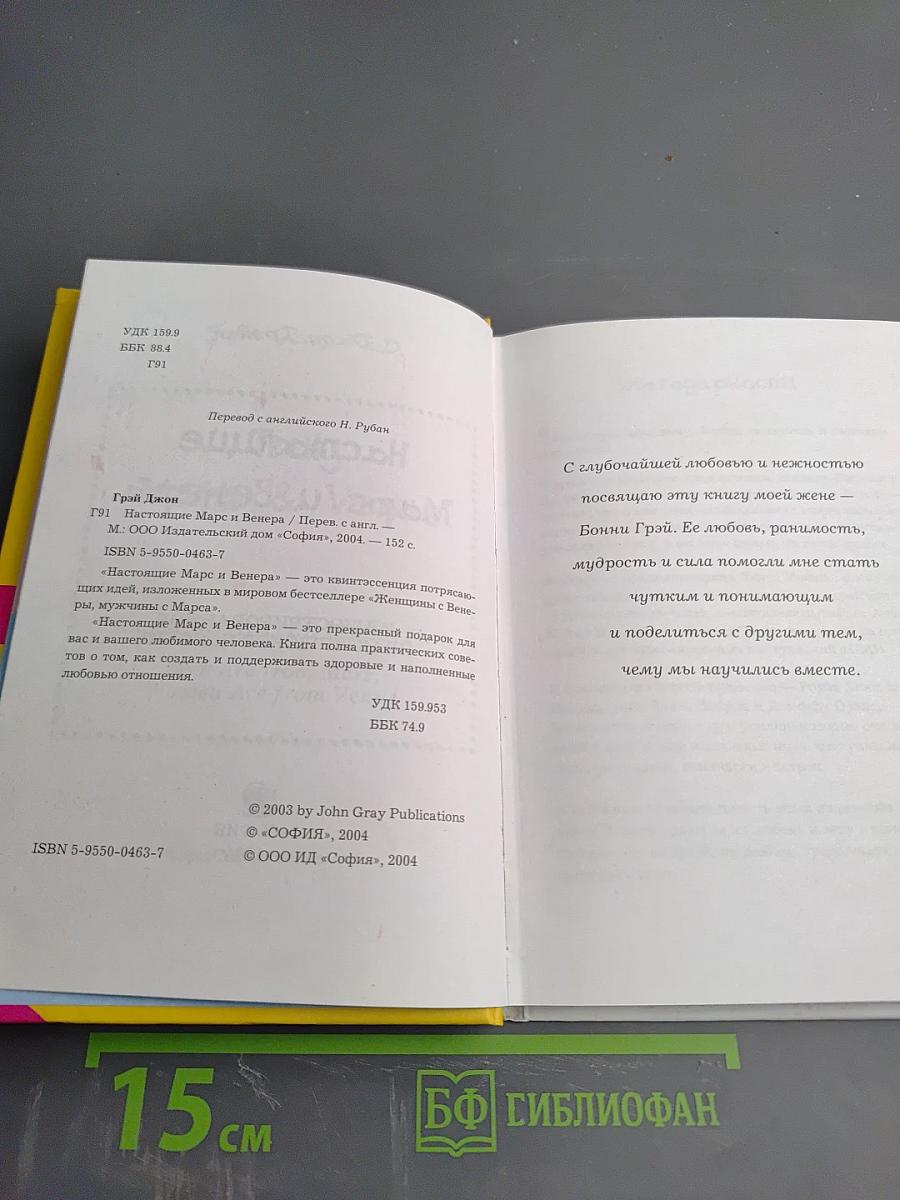 УДК 159.9
ББК 88.4
Г91
Перевод с английского Н. Рубан
Грэй Джон
Г91 Настоящие Марс и Венера / Перев. с англ. —
М.: ООО Издательский дом «София», 2004. — 152 с.
ISBN 5-9550-0463-7
«Настоящие Марс и Венера» — это квинтэссенция потрясаю-
щих идей, изложенных в мировом бестселлере «Женщины с Вене-
ры, мужчины с Марса».
«Настоящие Марс и Венера» — это прекрасный подарок для
вас и вашего любимого человека. Книга полна практических сове-
тов о том, как создать и поддерживать здоровые и наполненные
любовью отношения.
УДК 159.953
ББК 74.9
© 2003 by John Gray Publications
© «СОФИЯ», 2004
ISBN 5-9550-0463-7 © ООО ИД «София», 2004
С глубочайшей любовью и нежностью
посвящаю эту книгу моей жене —
Бонни Грэй. Ее любовь, ранимость,
мудрость и сила помогли мне стать
чутким и понимающим
и поделиться с другими тем,
чему мы научились вместе.
15 см
БФ БИБЛИОФАН